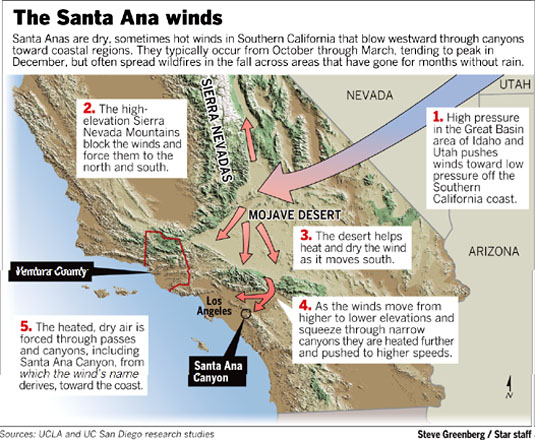 The Santa Ana winds
Santa Anas are dry, sometimes hot winds in Southern California that blow westward through canyons
toward coastal regions. They typically occur from October through March, tending to peak in
December, but often spread wildfires in the fall across areas that have gone for months without rain.
2. The high-
elevation Sierra
Nevada Mountains
block the winds and
force them to the
north and south.
SIERRA NEVADAS
NEVADA
UTAH
1. High pressure
in the Great Basin
area of Idaho and
Utah pushes
winds toward low
pressure off the
Southern
California coast.
MOJAVE DESERT
3. The desert helps
heat and dry the wind
as it moves south.
ARIZONA
Ventura County
Los
Angeles
4. As the winds move from
higher to lower elevations and
squeeze through narrow
canyons they are heated further
and pushed to higher speeds.
5. The heated, dry air is
forced through passes
and canyons, including
Santa Ana Canyon, from
which the wind's name
derives, toward the coast.
Santa Ana
Canyon
N
Sources: UCLA and UC San Diego research studies
Steve Greenberg / Star staff